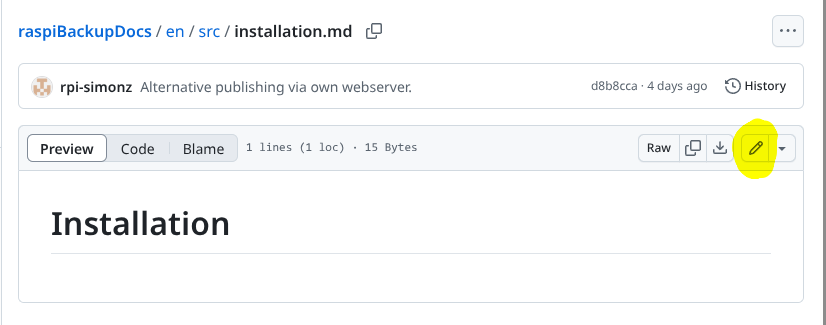 raspiBackupDocs / en / src / installation.md
rpi-simonz Alternative publishing via own webserver. d8b8cca · 4 days ago History
Preview Code Blame 1 lines (1 loc) · 15 Bytes Raw
Installation